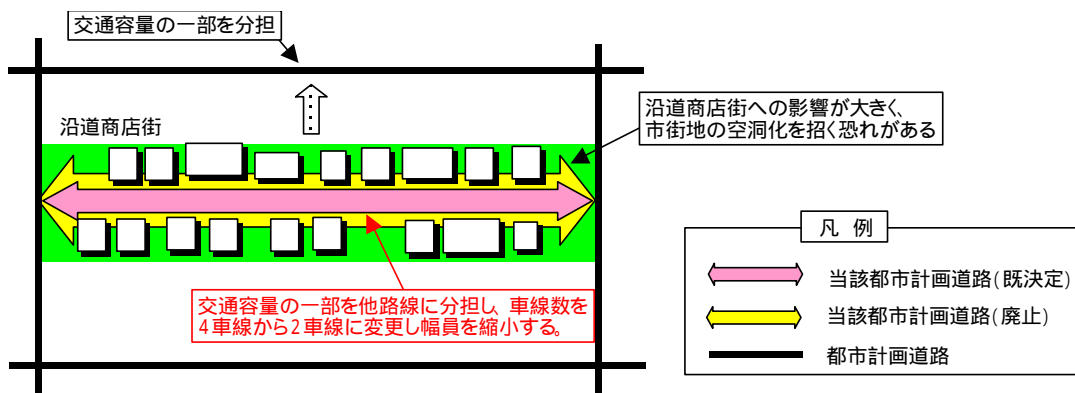 交通容量の一部を分担
沿道商店街への影響が大きく、
市街地の空洞化を招く恐れがある
沿道商店街
交通容量の一部を他路線に分担し、車線数を
4車線から2車線に変更し幅員を縮小する。
凡 例
当該都市計画道路(既決定)
当該都市計画道路(廃止)
都市計画道路